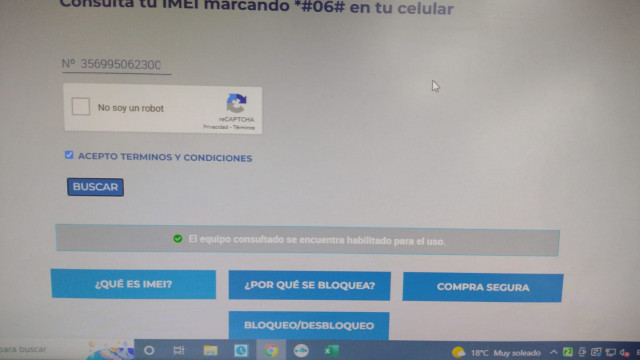 Consulta tu IMEI marcando *#06# en tu celular
Nº 356995062300
No soy un robot
reCAPTCHA
Privacidad - Términos
ACEPTO TERMINOS Y CONDICIONES
BUSCAR
El equipo consultado se encuentra habilitado para el uso.
¿QUÉ ES IMEI?
¿POR QUÉ SE BLOQUEA?
COMPRA SEGURA
BLOQUEO/DESBLOQUEO
para buscar
18°C Muy soleado